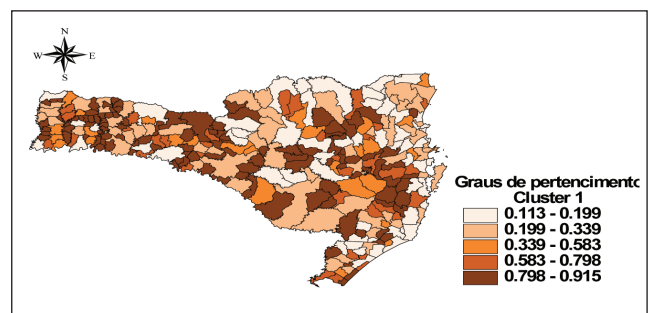 N
W E
S
Graus de pertencimento
Cluster 1
0.113 - 0.199
0.199 - 0.339
0.339 - 0.583
0.583 - 0.798
0.798 - 0.915